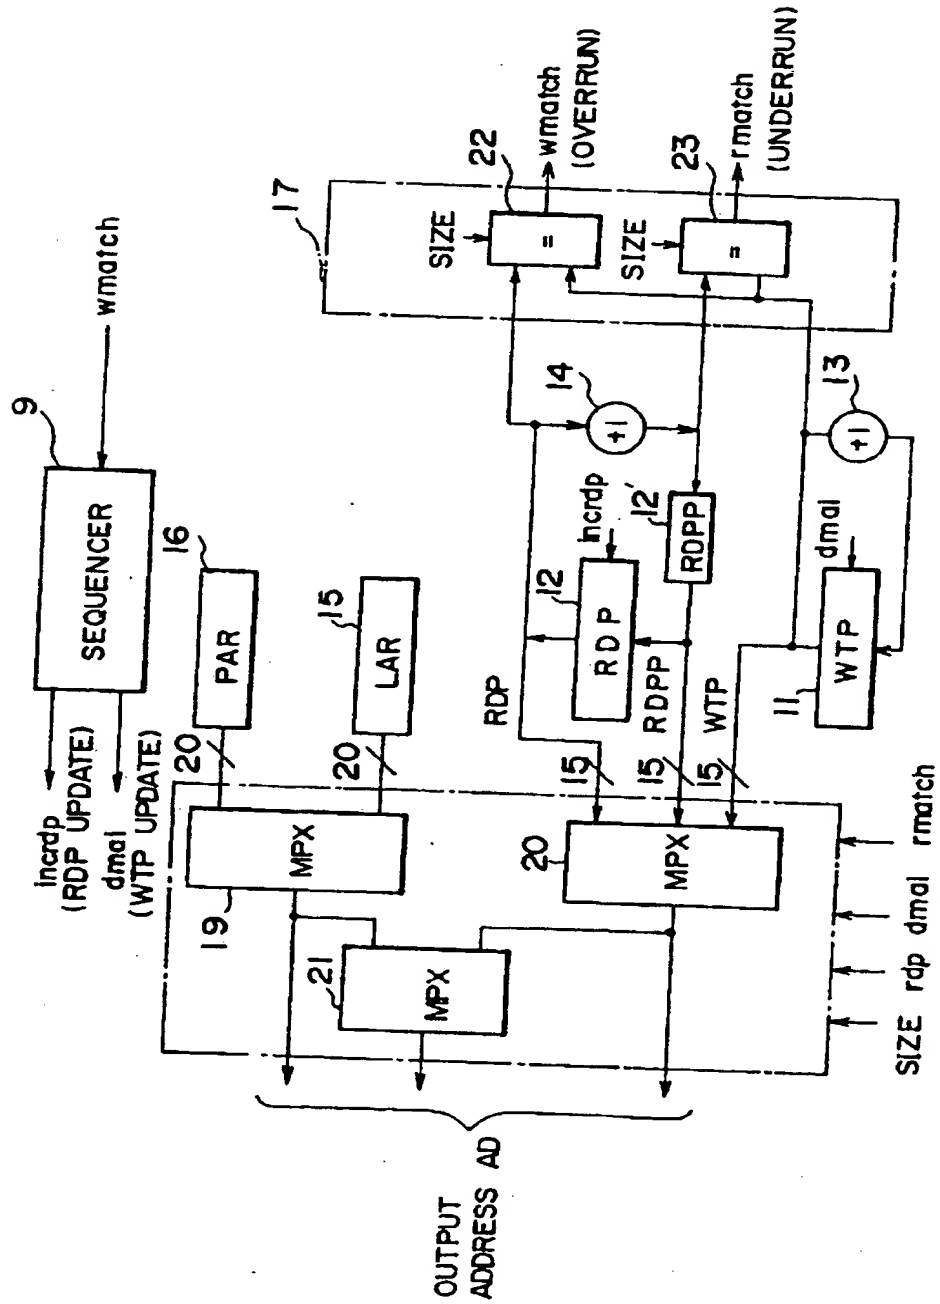 9
SEQUENCER
wmatch
incrdp
(RDP UPDATE)
dmal
(WTP UPDATE)
16
PAR
20
15
LAR
20
19
MPX
21
MPX
20
MPX
OUTPUT
ADDRESS AD
SIZE
rdp
dmal
rmatch
RDP
15
RDPP
15
WTP
15
12
RDP
incrdp
12'
RDPP
11
WTP
dmal
14
+1
13
+1
17
SIZE
22
=
wmatch
(OVERRUN)
SIZE
23
=
rmatch
(UNDERRUN)